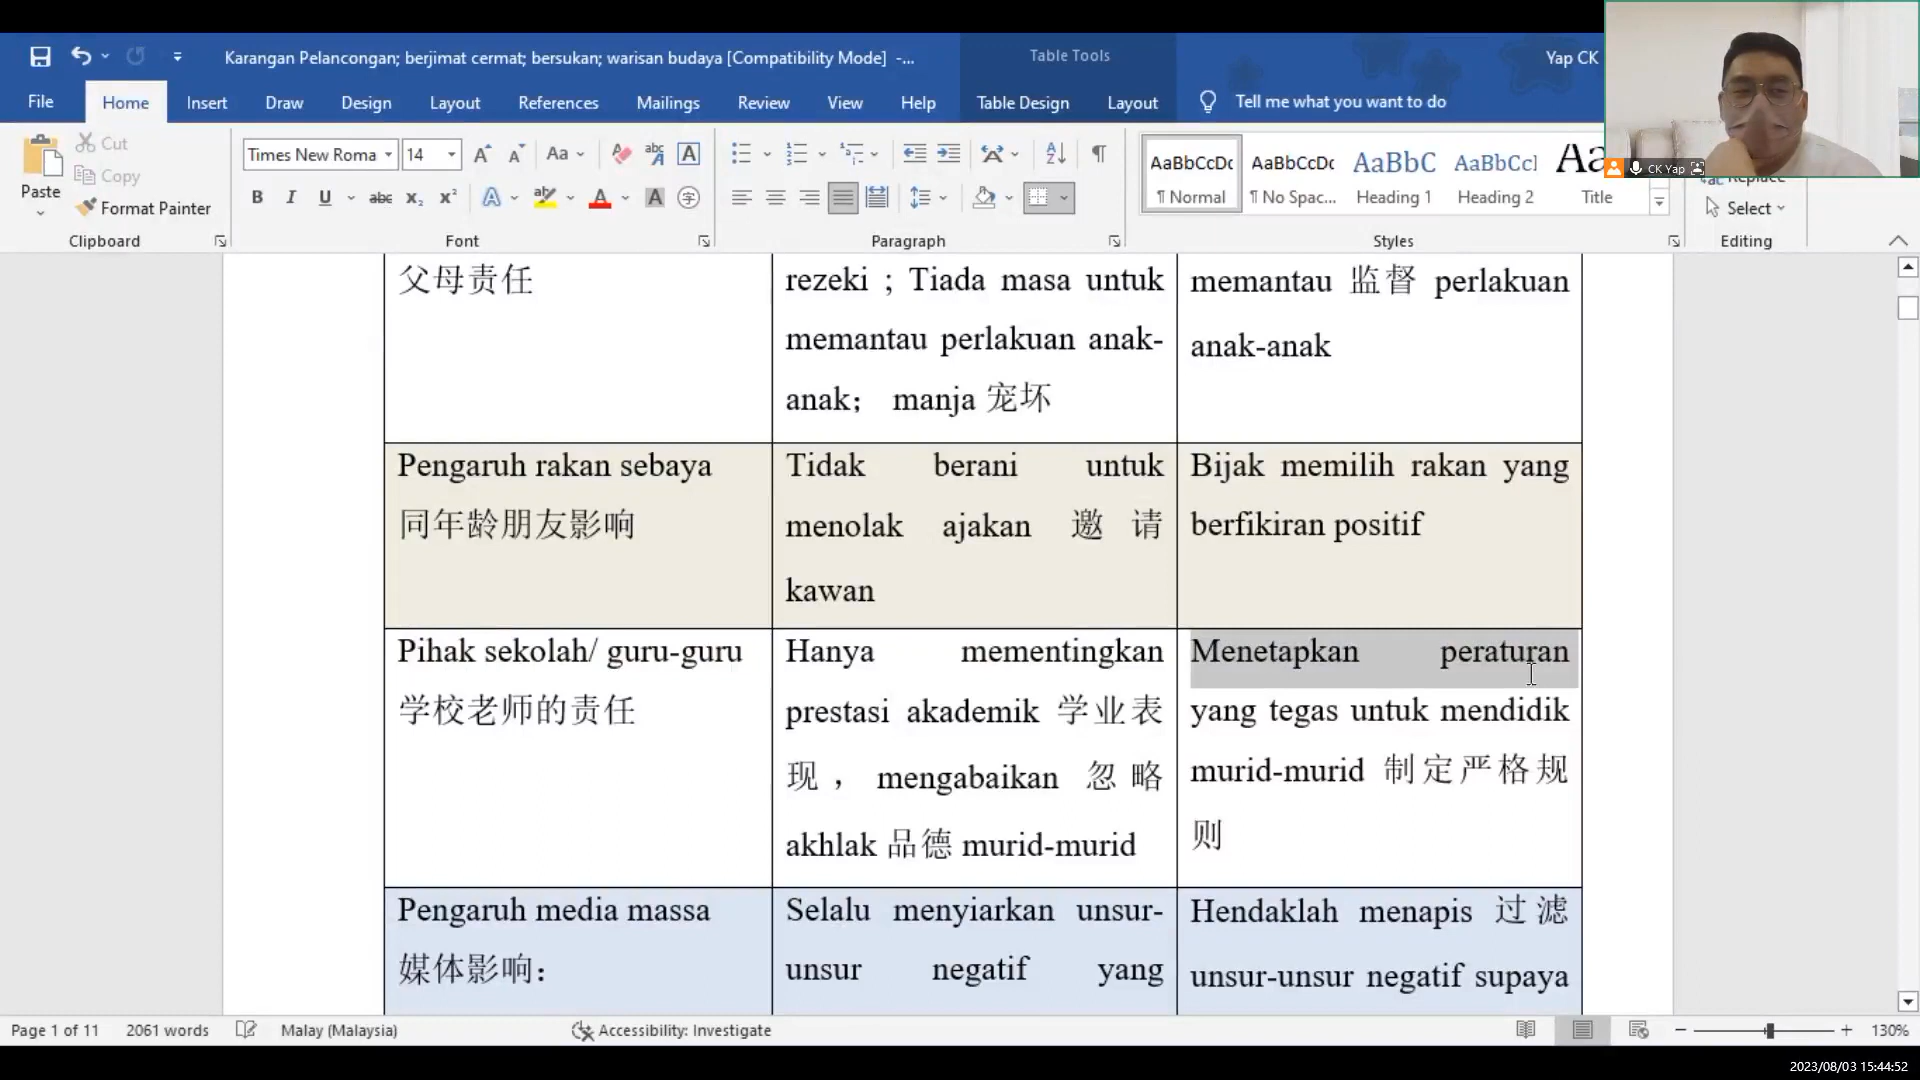 Karangan Pelancongan; berjimat cermat; bersukan; warisan budaya [Compatibility Mode] -...
Table Tools
Yap CK
File Home Insert Draw Design Layout References Mailings Review View Help Table Design Layout Tell me what you want to do
CK Yap
Paste
Cut
Copy
Format Painter
Clipboard
Times New Roma 14
Font
Paragraph
AaBbCcDc AaBbCcDc AaBbC AaBbCc
¶ Normal ¶ No Spac... Heading 1 Heading 2 Title
Styles
Replace
Select
Editing
父母责任
rezeki ; Tiada masa untuk
memantau perlakuan anak-
anak； manja 宠坏
memantau 监督 perlakuan
anak-anak
Pengaruh rakan sebaya
同年龄朋友影响
Tidak berani untuk
menolak ajakan 邀请
kawan
Bijak memilih rakan yang
berfikiran positif
Pihak sekolah/ guru-guru
学校老师的责任
Hanya mementingkan
prestasi akademik 学业表
现， mengabaikan 忽略
akhlak 品德 murid-murid
Menetapkan peraturan
yang tegas untuk mendidik
murid-murid 制定严格规
则
Pengaruh media massa
媒体影响：
Selalu menyiarkan unsur-
unsur negatif yang
Hendaklah menapis 过滤
unsur-unsur negatif supaya
Page 1 of 11 2061 words Malay (Malaysia) Accessibility: Investigate 130%
2023/08/03 15:44:52